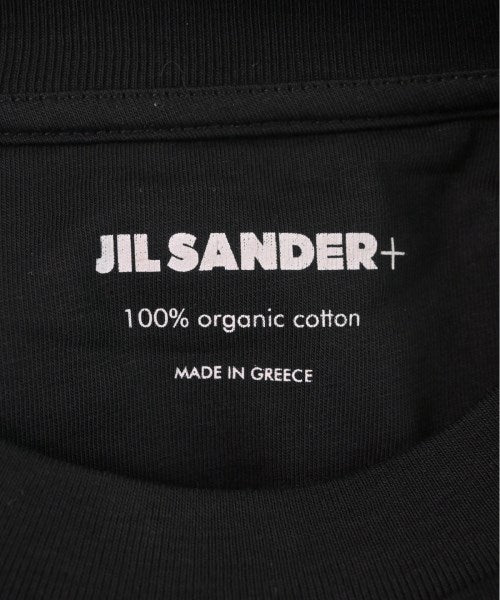 JIL SANDER+
100% organic cotton
MADE IN GREECE